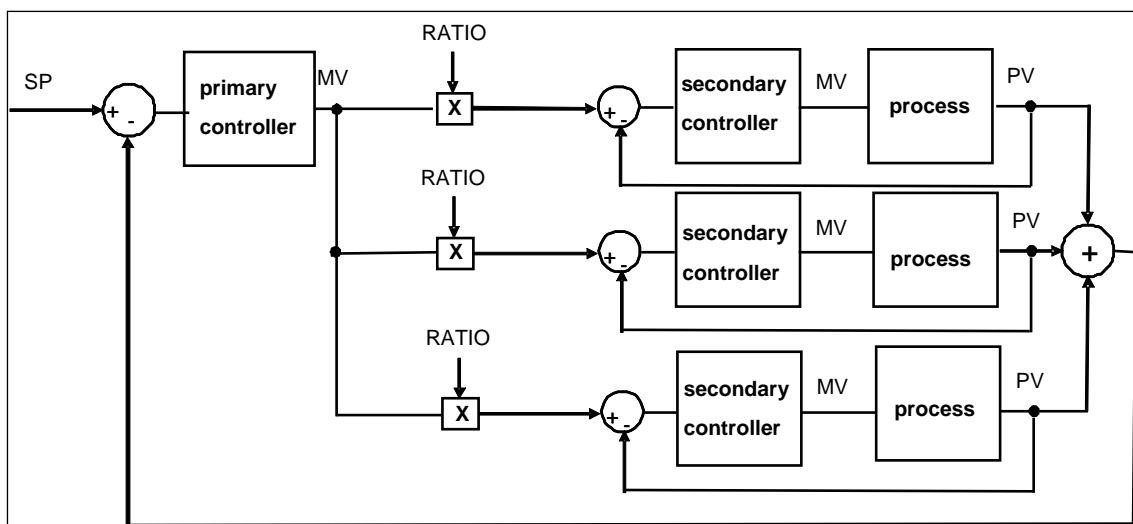 RATIO
SP
+
-
primary
controller
MV
X
+
-
secondary
controller
MV
process
PV
RATIO
X
+
-
secondary
controller
MV
process
PV
+
RATIO
X
+
-
secondary
controller
MV
process
PV